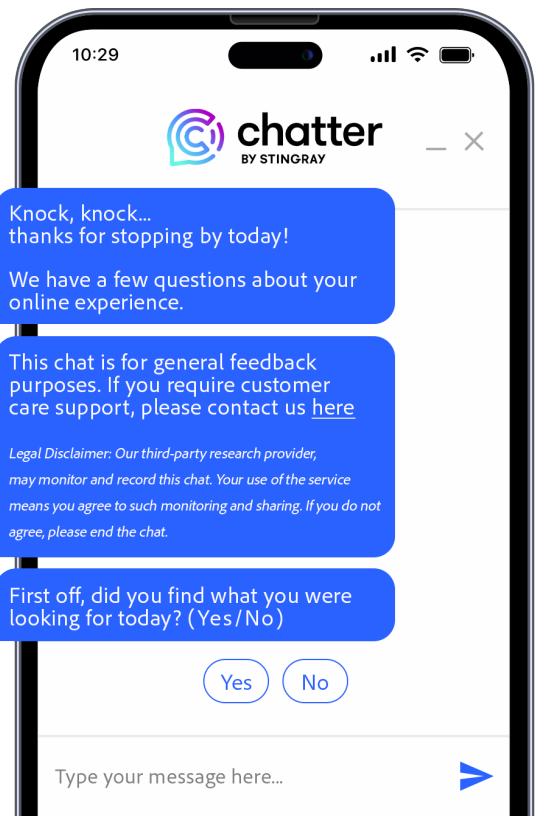 10:29
chatter
BY STINGRAY
Knock, knock...
thanks for stopping by today!
We have a few questions about your
online experience.
This chat is for general feedback
purposes. If you require customer
care support, please contact us here
Legal Disclaimer: Our third-party research provider,
may monitor and record this chat. Your use of the service
means you agree to such monitoring and sharing. If you do not
agree, please end the chat.
First off, did you find what you were
looking for today? (Yes/No)
Yes No
Type your message here...